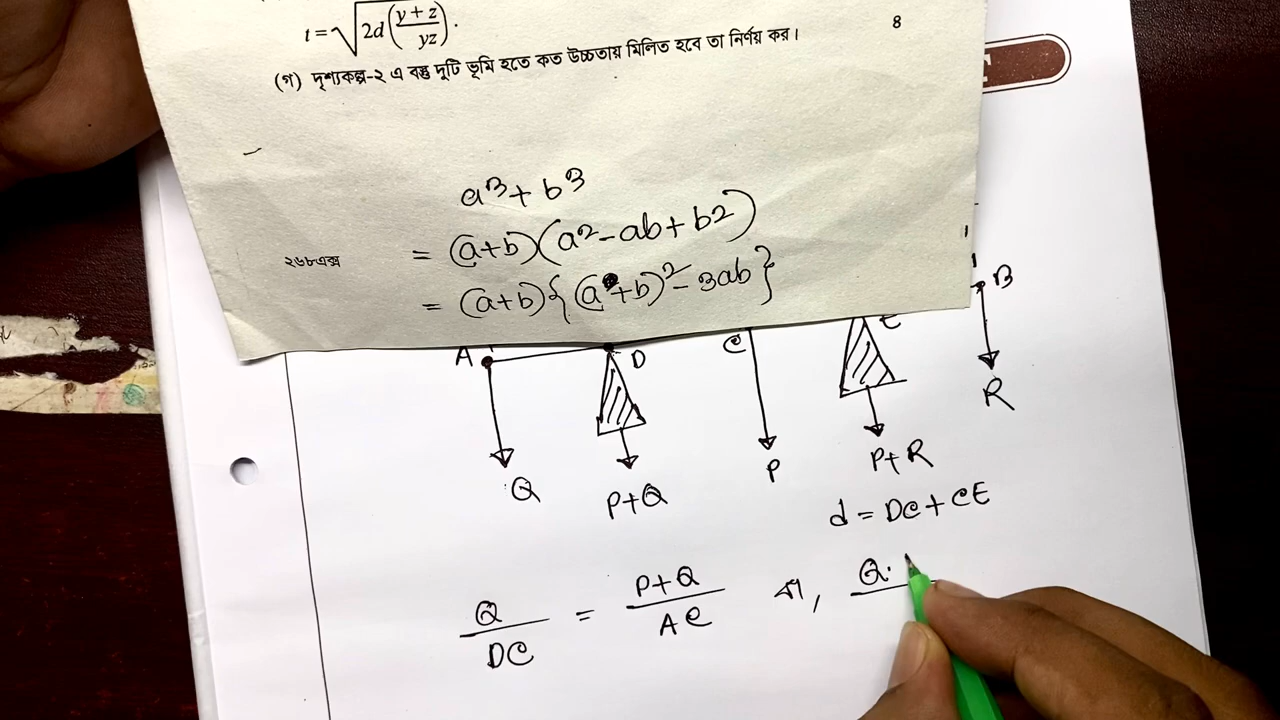 t = √2d(y + z / yz).
8
(গ) দৃশ্যকল্প-২ এ বস্তু দুটি ভূমি হতে কত উচ্চতায় মিলিত হবে তা নির্ণয় কর।
a³ + b³
= (a+b)(a² - ab + b2)
২৬৮এক্স
= (a+b){(a+b)² - 3ab}
A D C E B
Q P+Q P P+R R
d = DC + CE
Q/DC = P+Q/AC বা, Q.